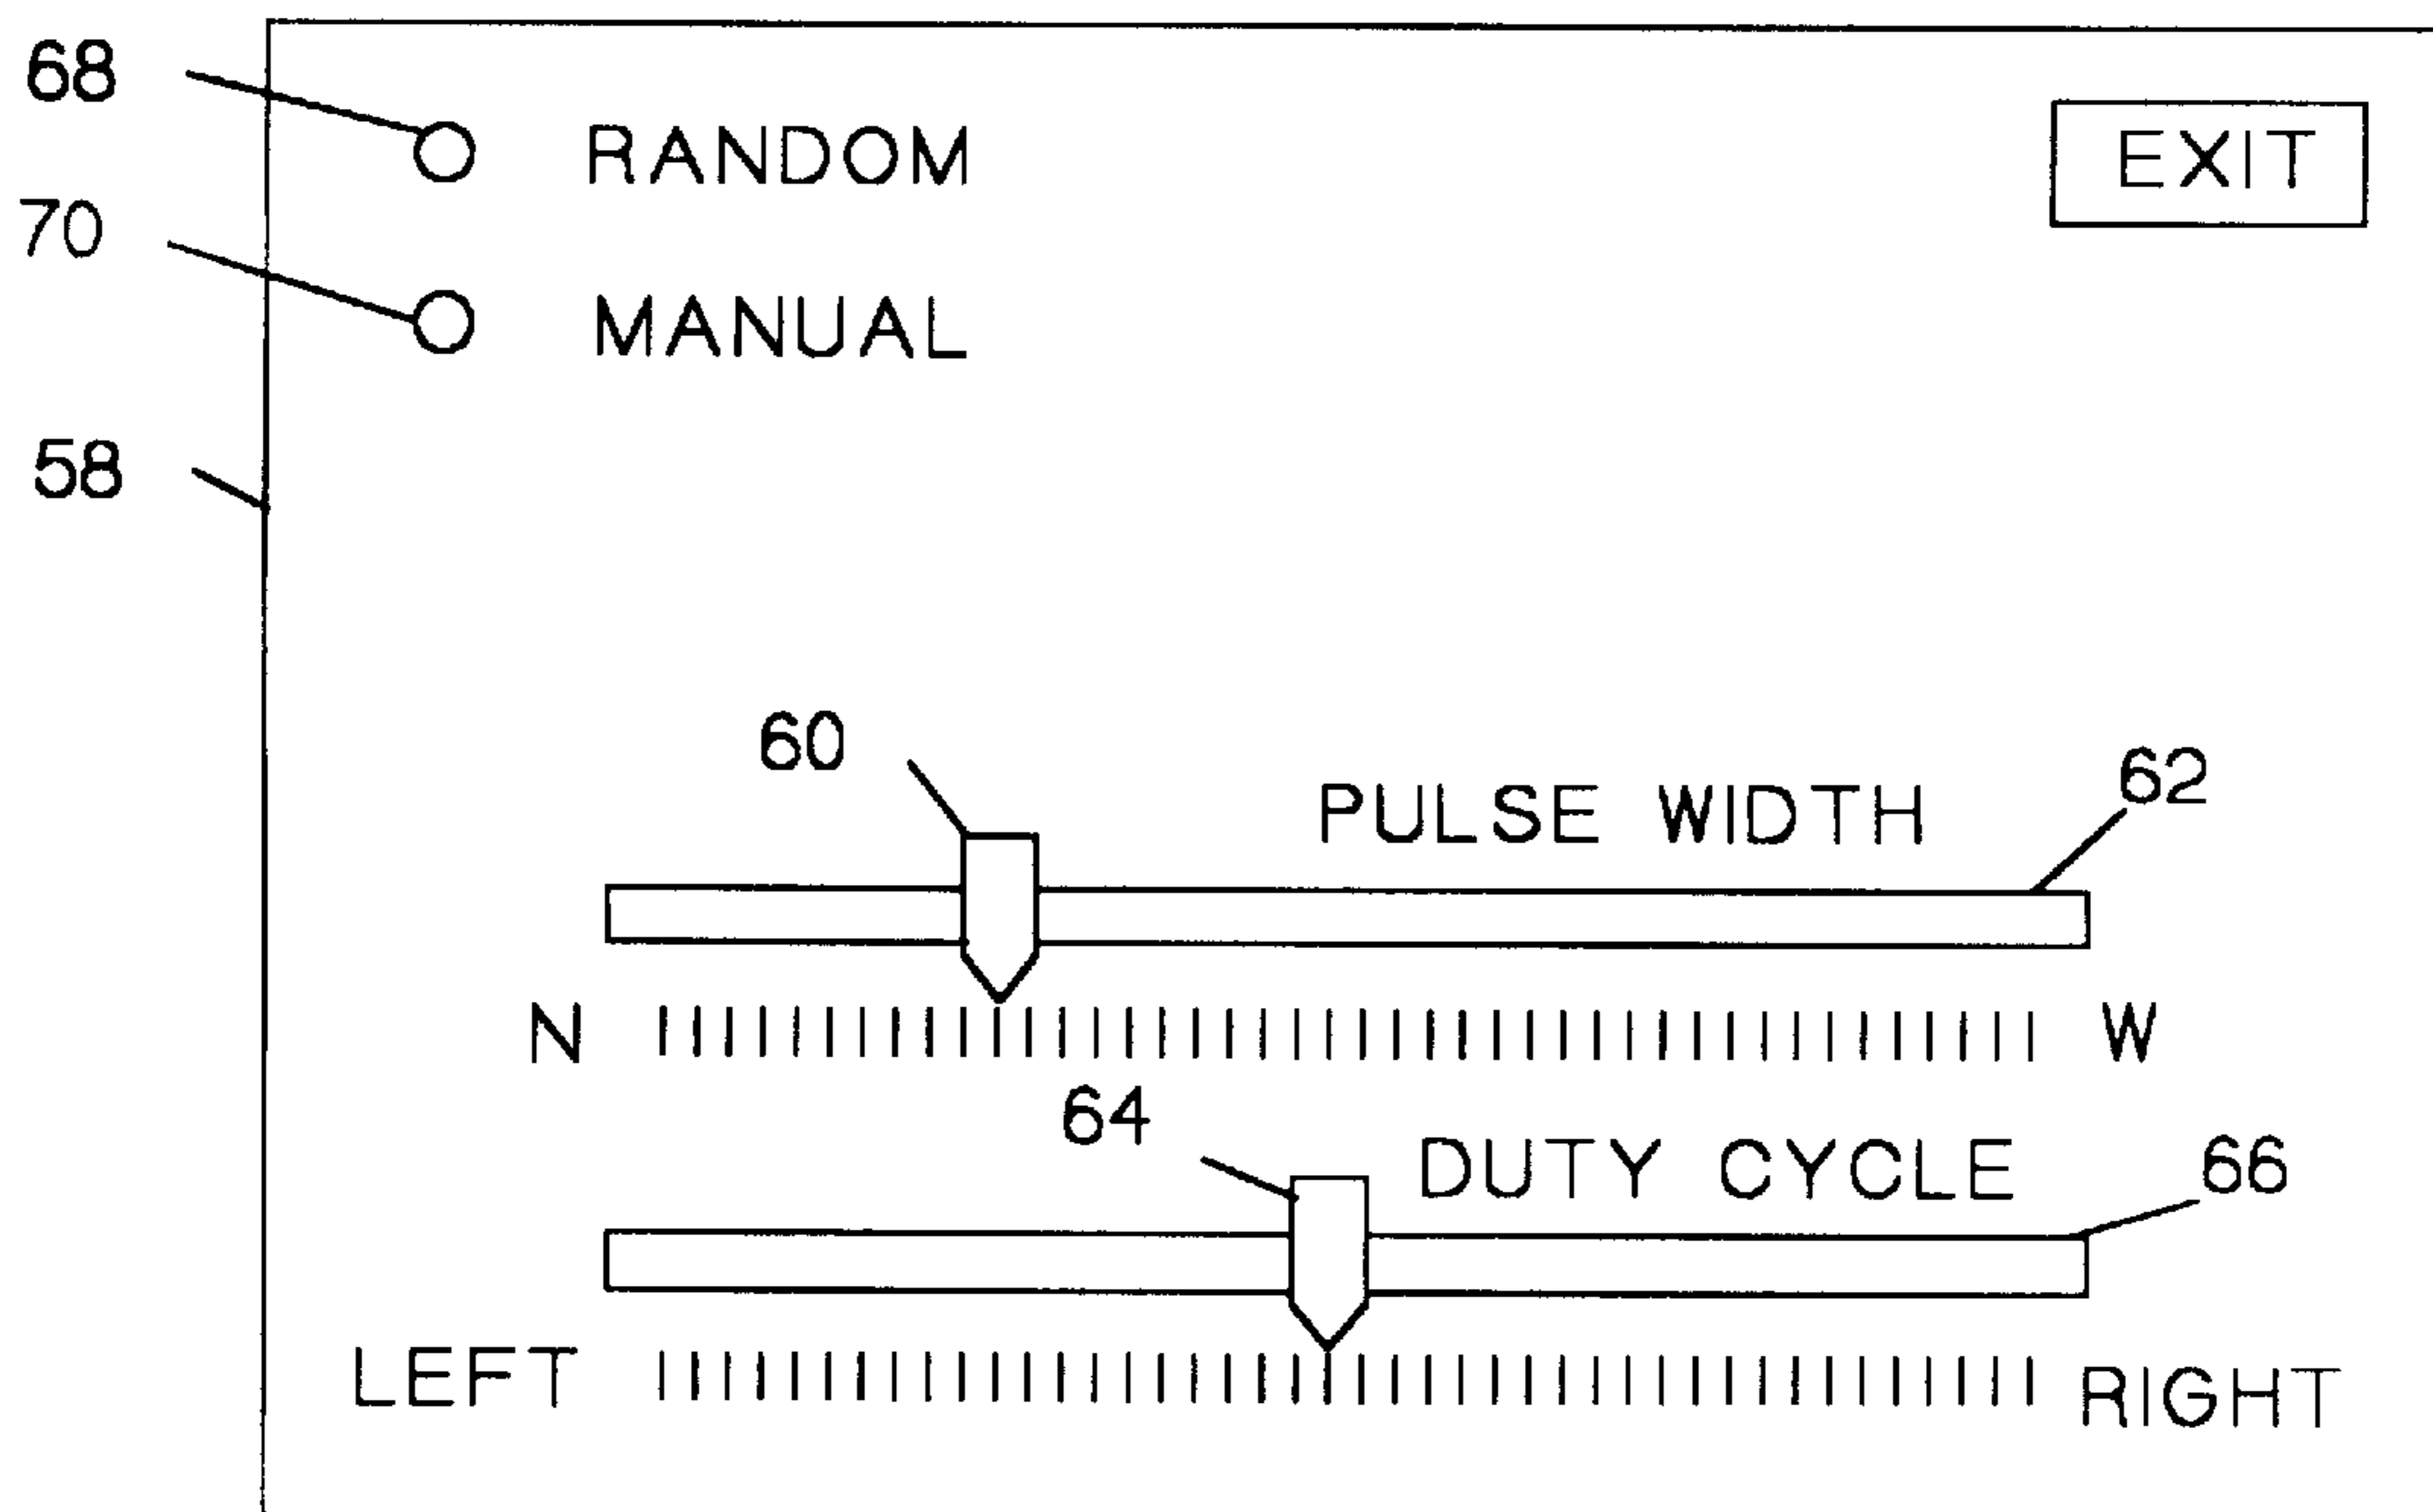 68
RANDOM
EXIT
70
MANUAL
58
60
PULSE WIDTH
62
N
W
64
DUTY CYCLE
66
LEFT
RIGHT